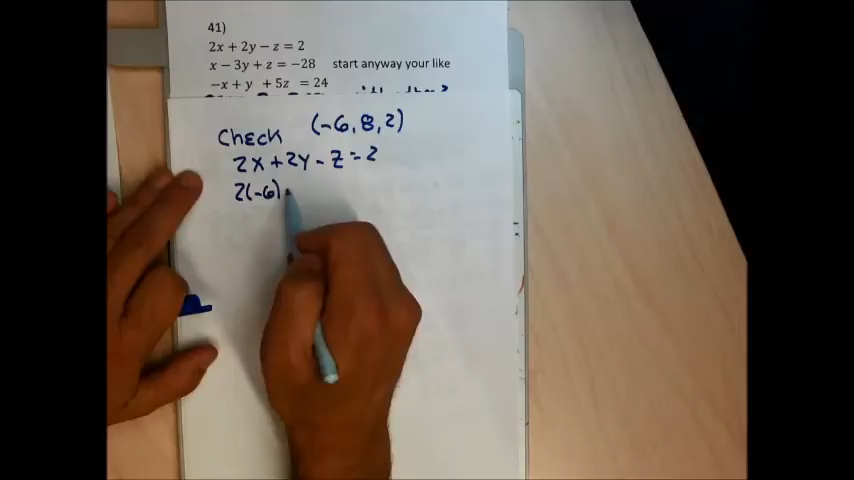 41)
2x + 2y − z = 2
x − 3y + z = −28 start anyway your like
−x + y + 5z = 24
Check (-6, 8, 2)
2x + 2y - z = 2
2(-6)